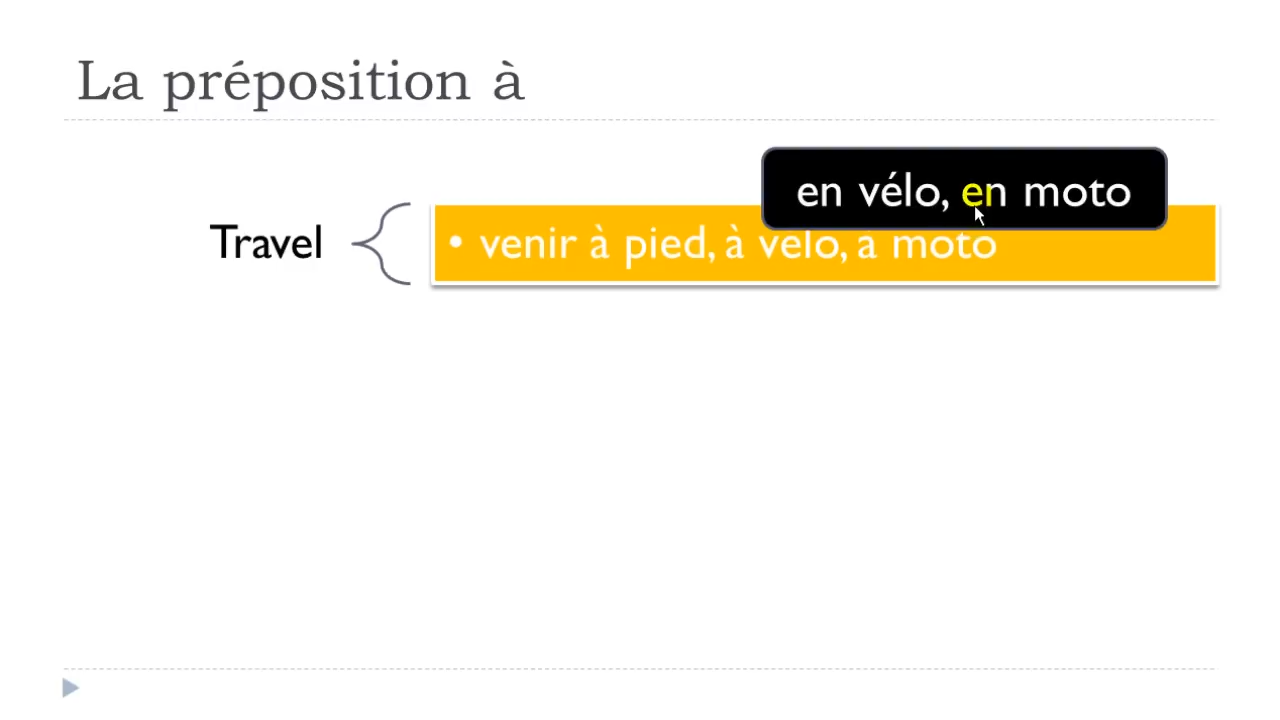 La préposition à
en vélo, en moto
Travel
• venir à pied, à vélo, à moto